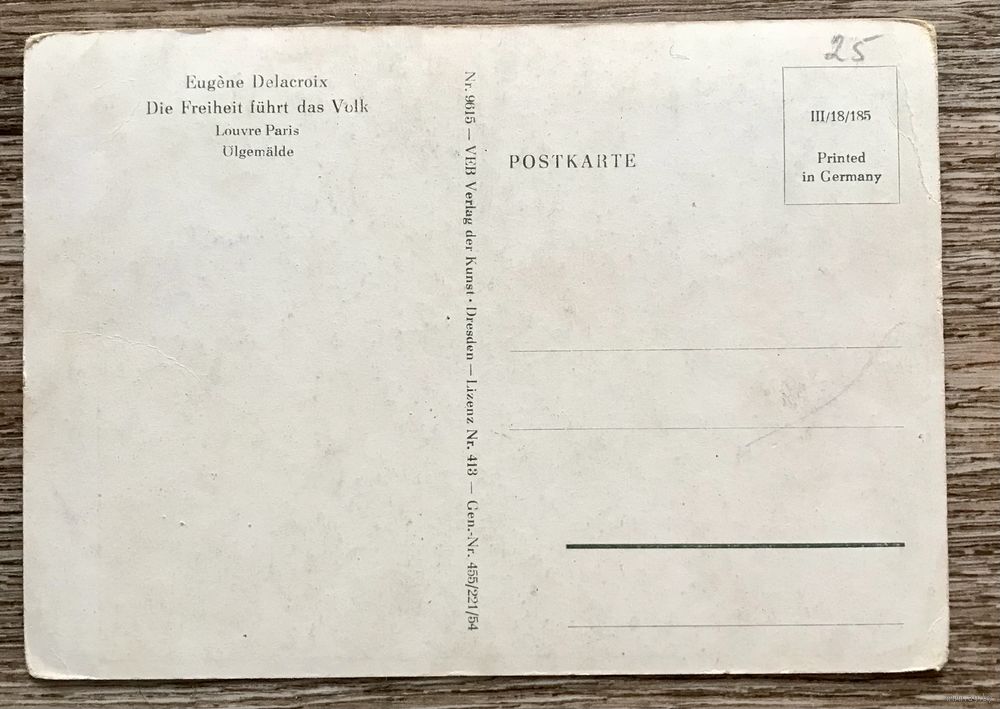 Eugène Delacroix
Die Freiheit führt das Volk
Louvre Paris
Ölgemälde
Nr. 9615 — VEB Verlag der Kunst · Dresden — Lizenz Nr. 413 — Gen.-Nr. 455/221/54
POSTKARTE
25
III/18/185
Printed
in Germany